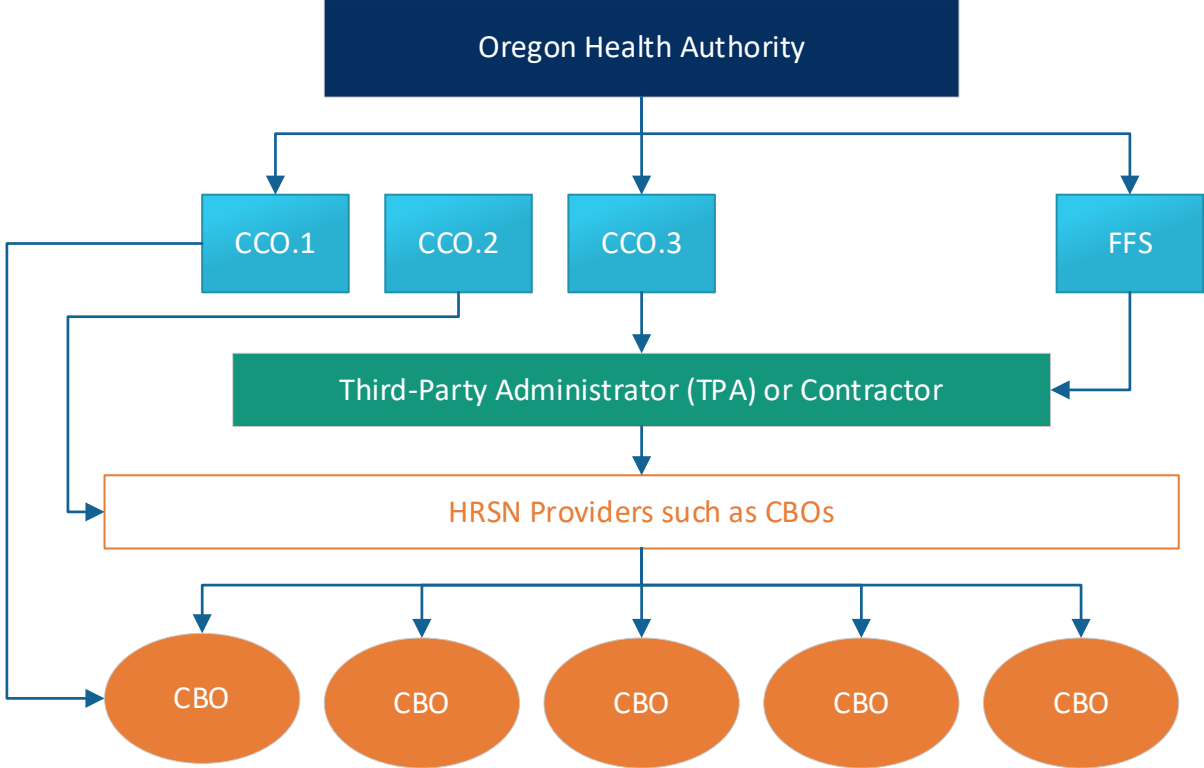 Oregon Health Authority
CCO.1
CCO.2
CCO.3
FFS
Third-Party Administrator (TPA) or Contractor
HRSN Providers such as CBOs
CBO
CBO
CBO
CBO
CBO